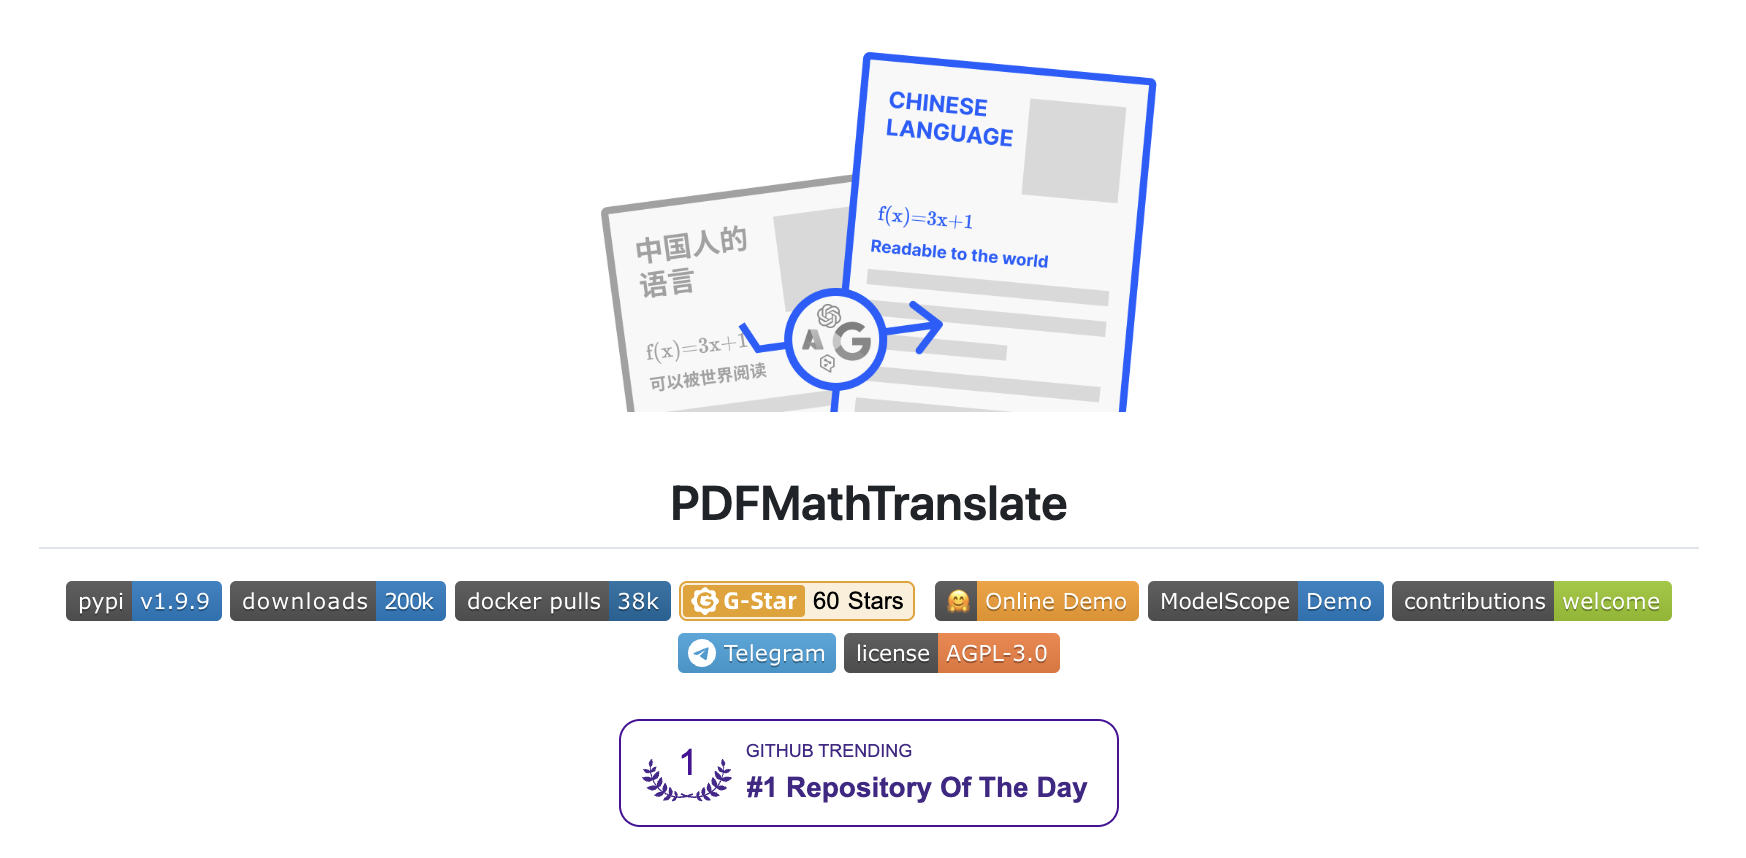 CHINESE
LANGUAGE
f(x)=3x+1
Readable to the world
中国人的
语言
f(x)=3x+1
可以被世界阅读
PDFMathTranslate
pypi v1.9.9 downloads 200k docker pulls 38k G-Star 60 Stars Online Demo ModelScope Demo contributions welcome
Telegram license AGPL-3.0
1
GITHUB TRENDING
#1 Repository Of The Day